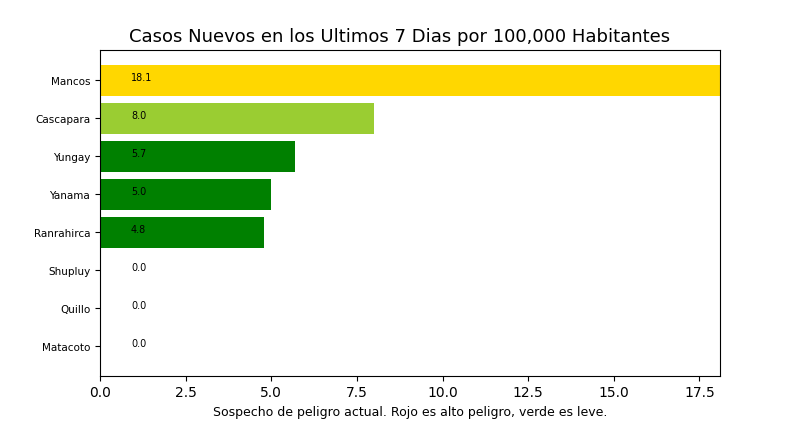 Casos Nuevos en los Ultimos 7 Dias por 100,000 Habitantes
Mancos 18.1
Cascapara 8.0
Yungay 5.7
Yanama 5.0
Ranrahirca 4.8
Shupluy 0.0
Quillo 0.0
Matacoto 0.0
0.0 2.5 5.0 7.5 10.0 12.5 15.0 17.5
Sospecho de peligro actual. Rojo es alto peligro, verde es leve.